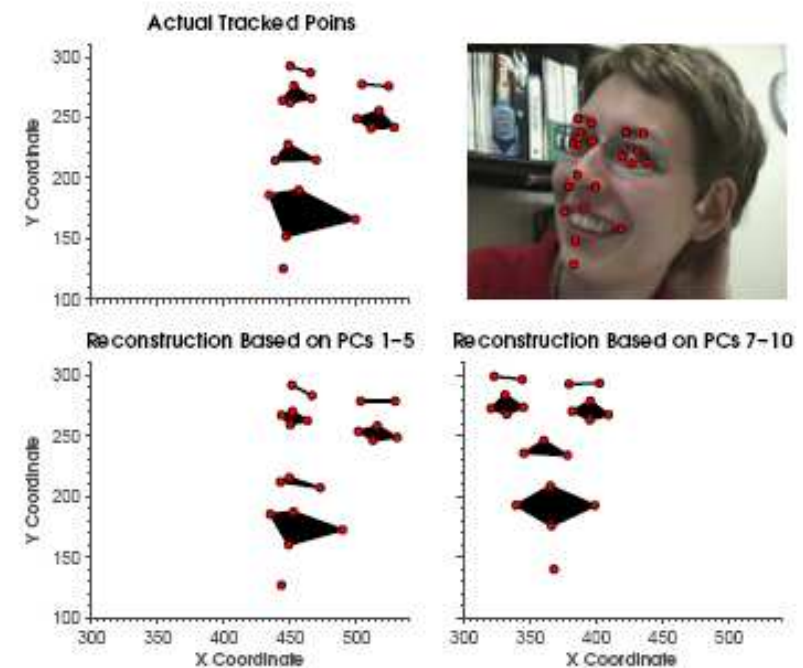 Actual Tracked Poins
300
250
200
150
100
Y Coordinate
Reconstruction Based on PCs 1-5
Reconstruction Based on PCs 7-10
300
250
200
150
100
Y Coordinate
300 350 400 450 500
300 350 400 450 500
X Coordinate
X Coordinate